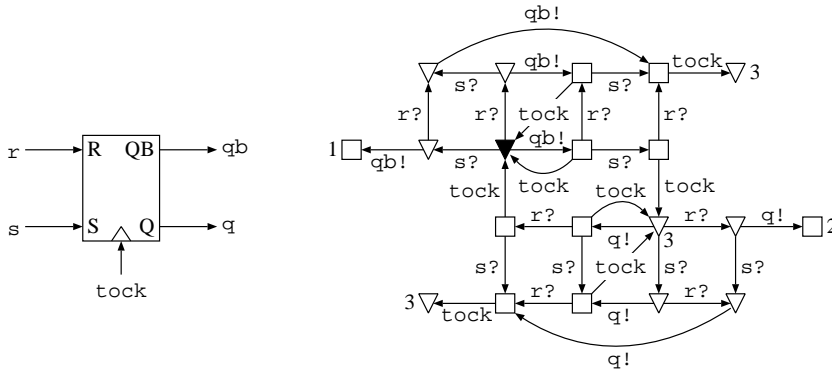 qb!
qb! s? tock 3
s?
r? r? tock r? r?
1 qb! s? qb! s?
tock tock tock
r? tock r? q!
q! 3 2
s? s? tock s? s?
3 tock r? q! r?
q!
r R QB qb
s S Q q
tock